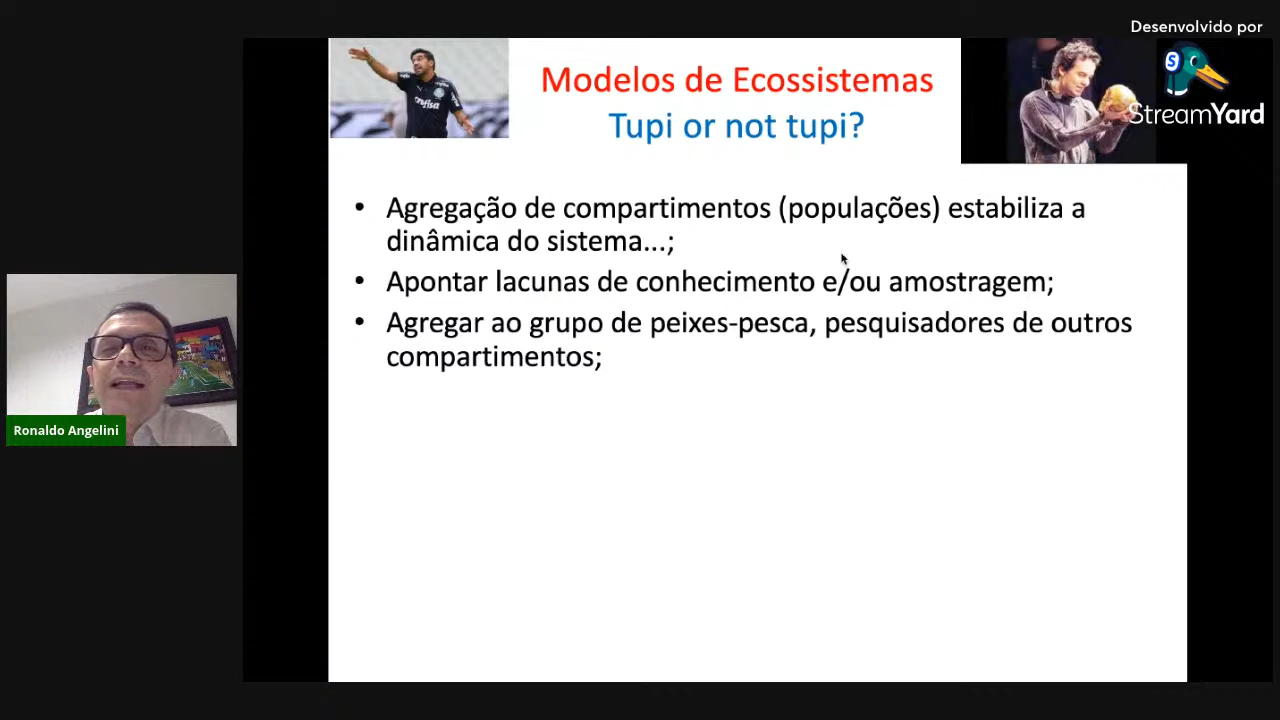 Desenvolvido por
StreamYard
Modelos de Ecossistemas
Tupi or not tupi?
• Agregação de compartimentos (populações) estabiliza a
dinâmica do sistema...;
• Apontar lacunas de conhecimento e/ou amostragem;
• Agregar ao grupo de peixes-pesca, pesquisadores de outros
compartimentos;
Ronaldo Angelini